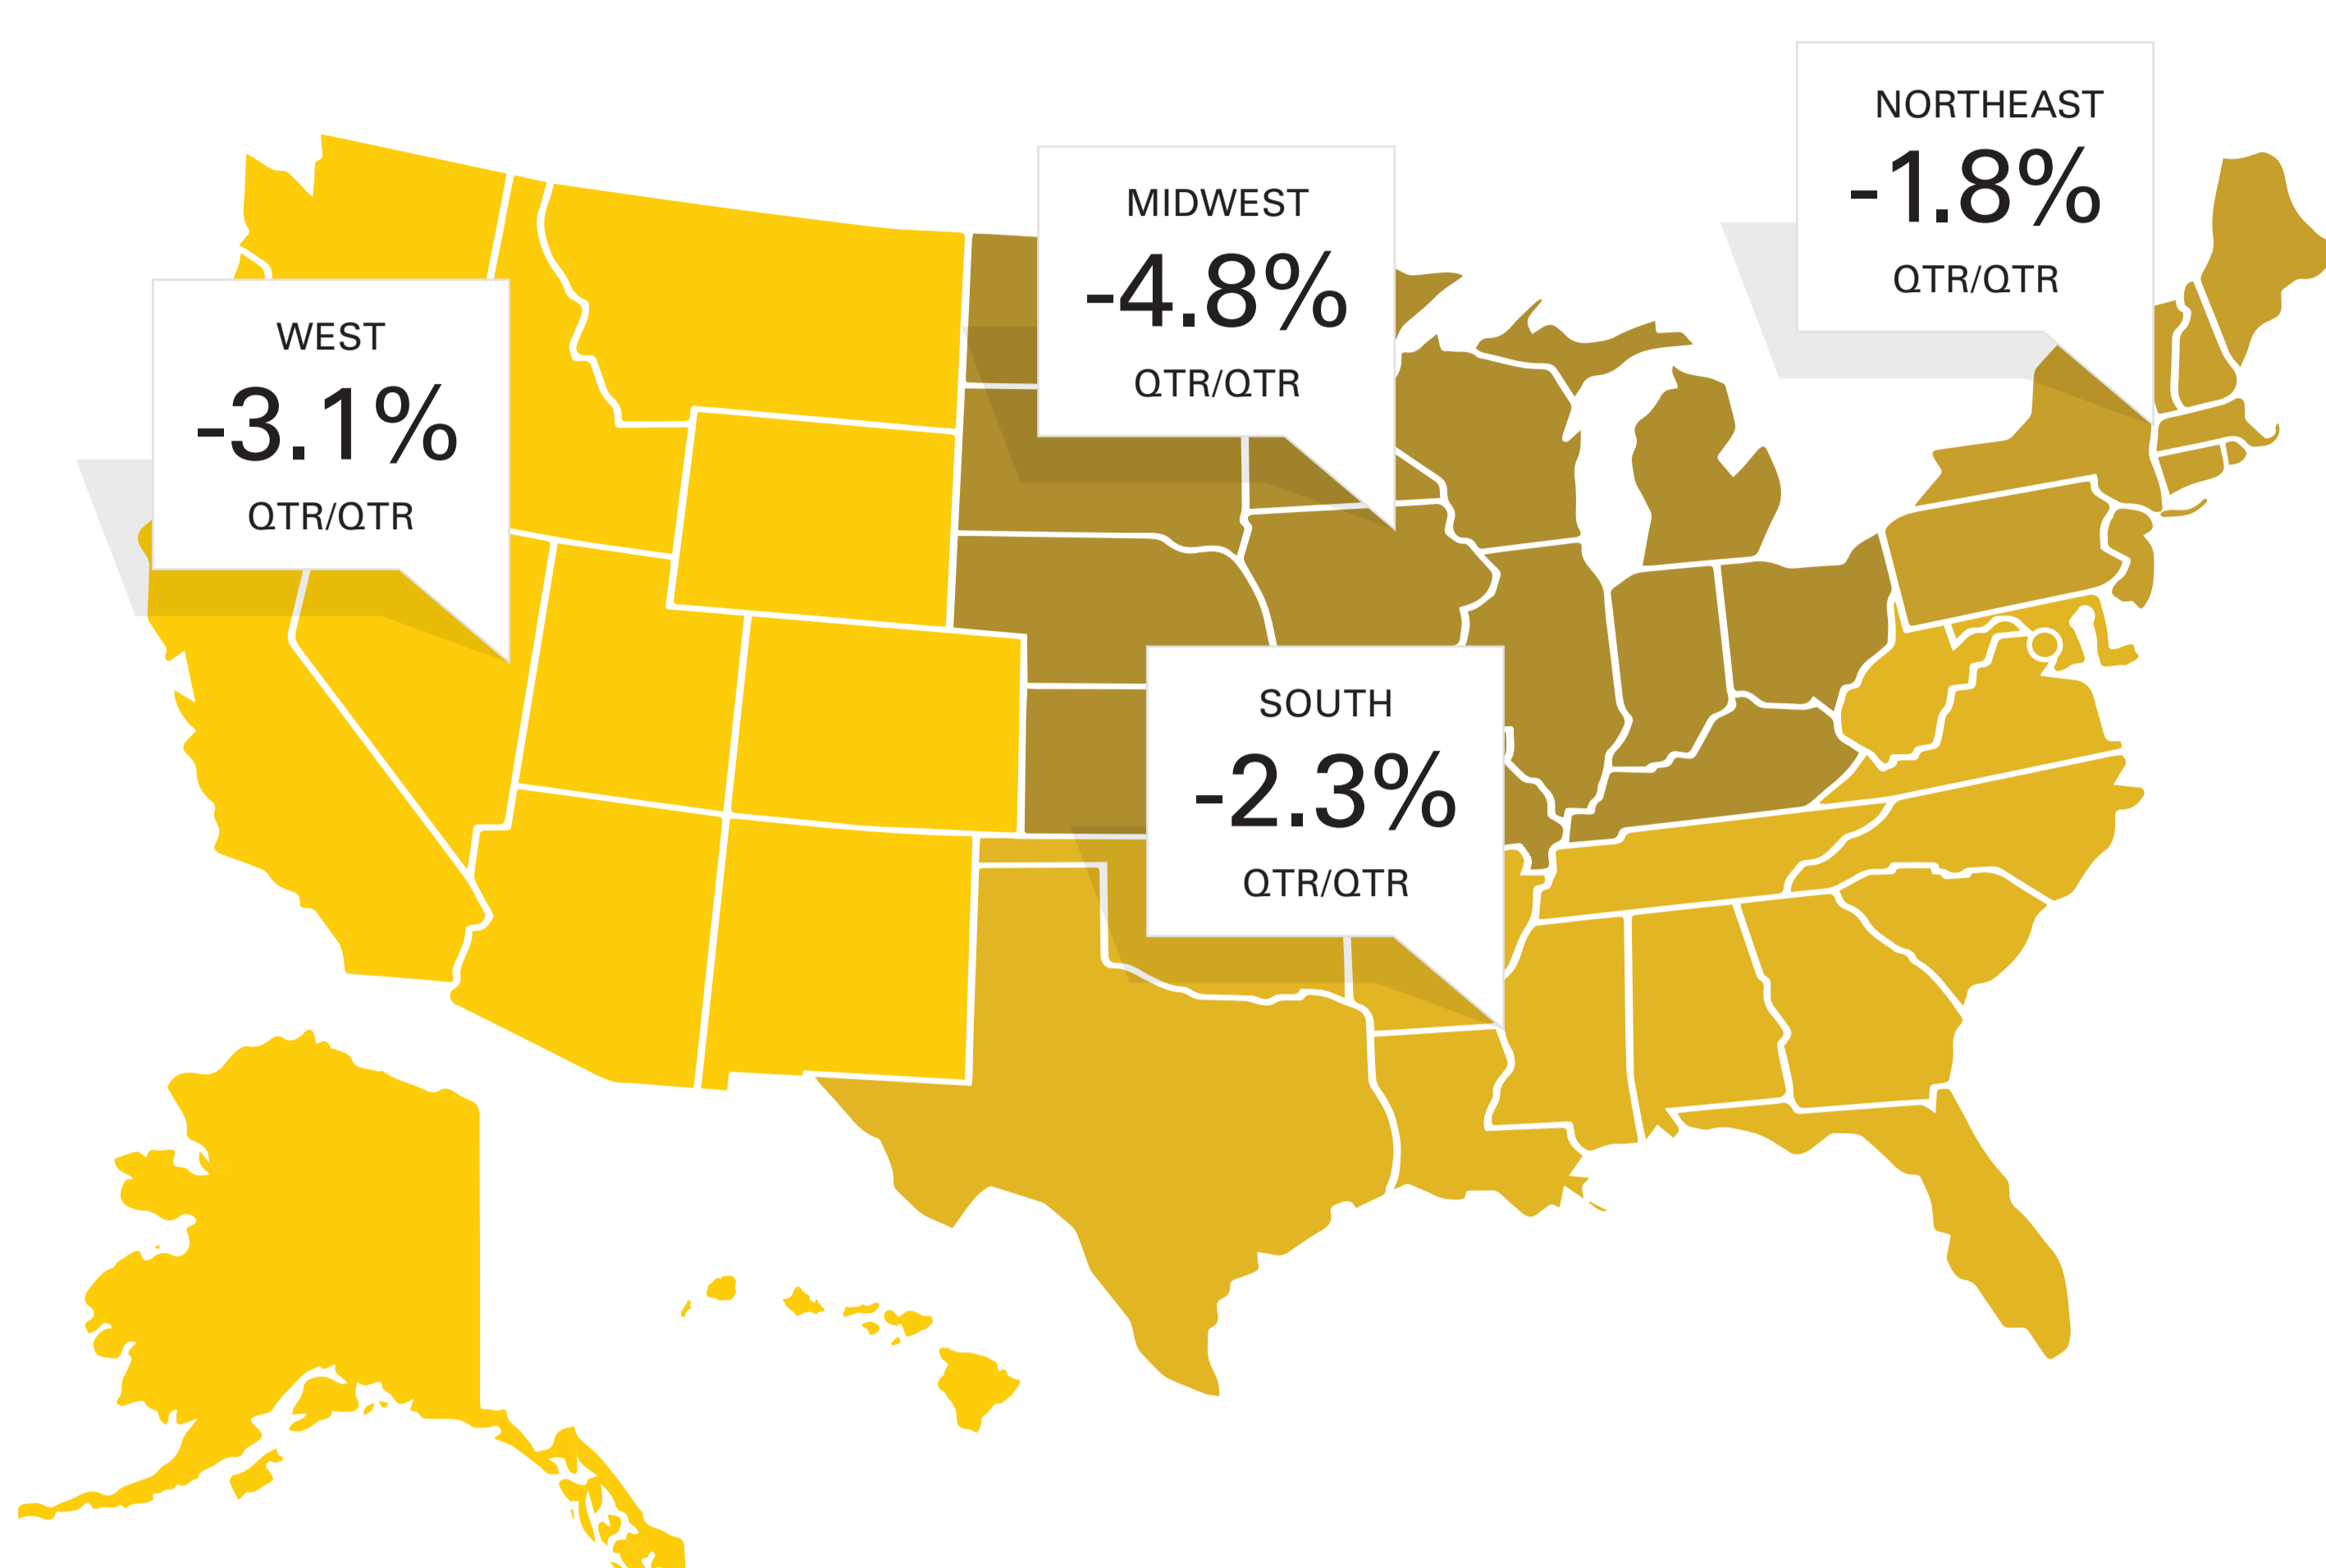 NORTHEAST
-1.8%
QTR/QTR
MIDWEST
-4.8%
QTR/QTR
WEST
-3.1%
QTR/QTR
SOUTH
-2.3%
QTR/QTR